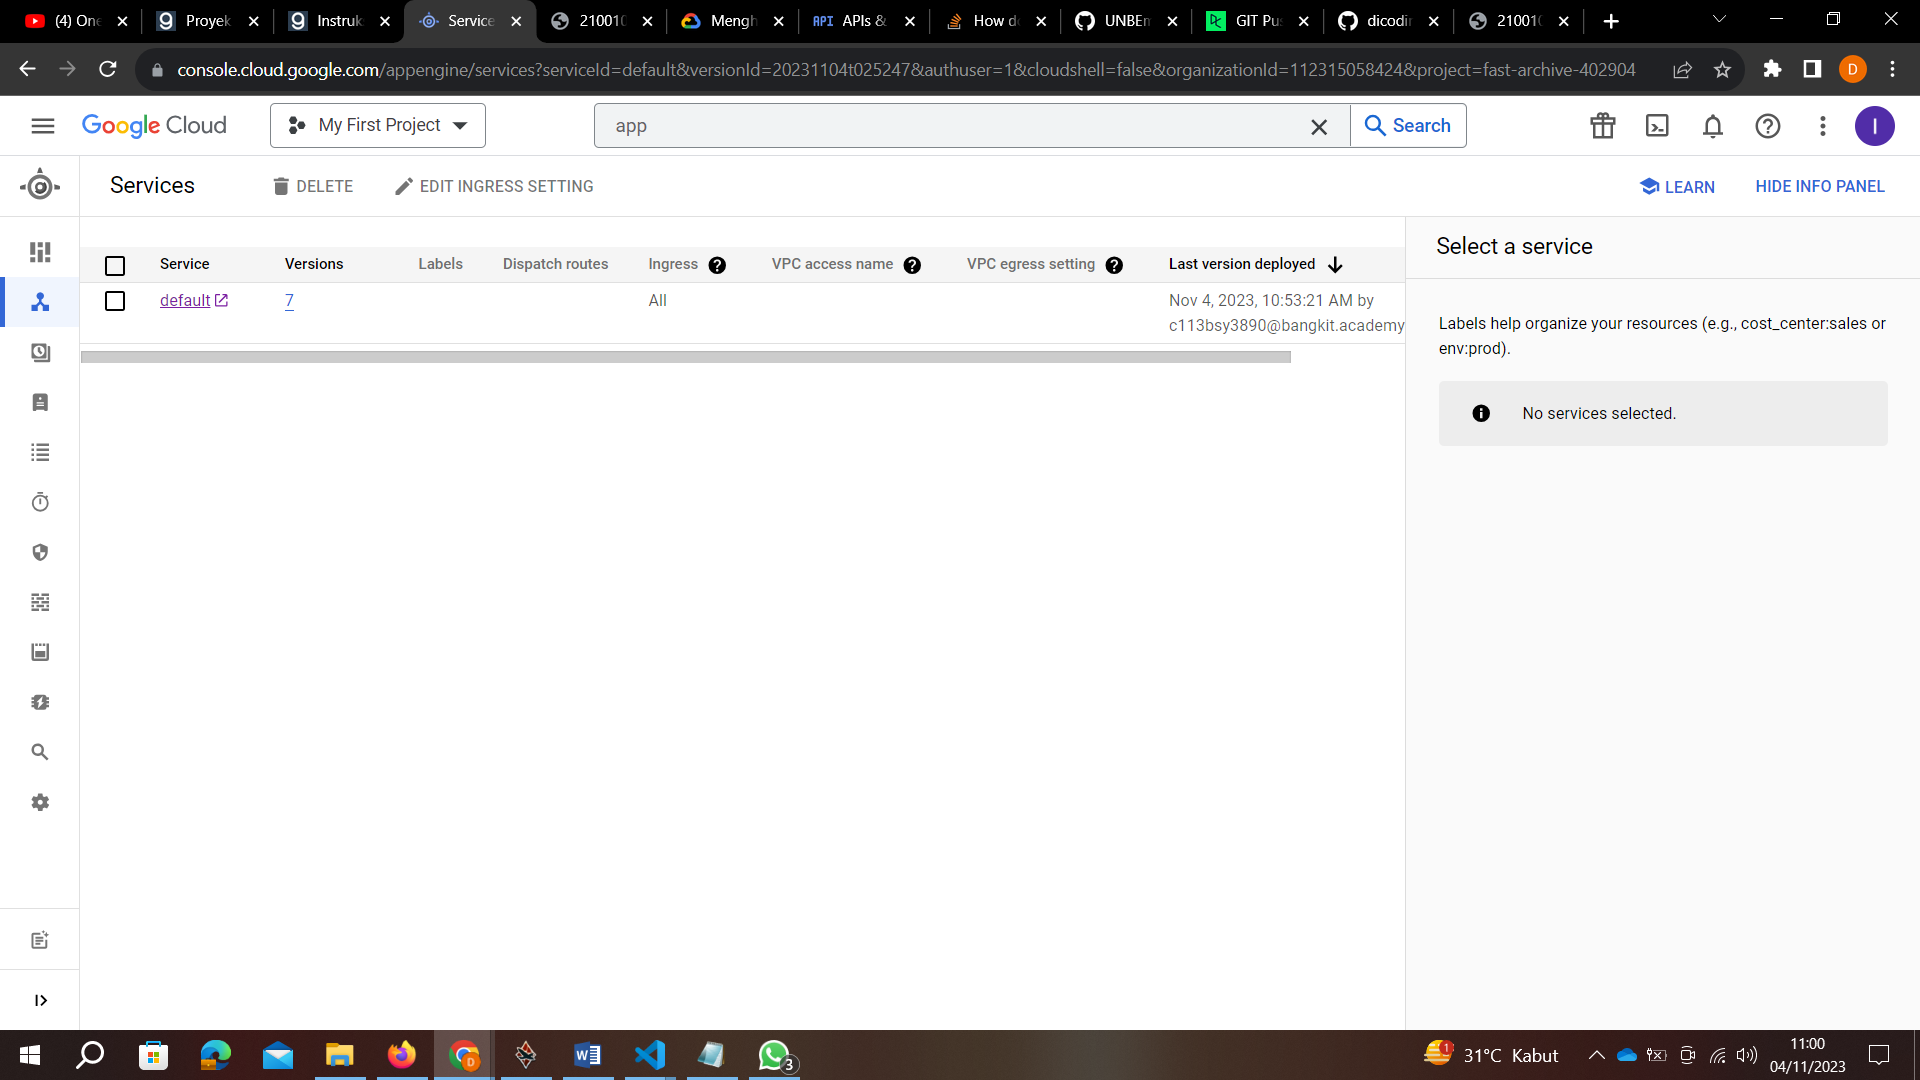 (4) One
Proyek
Instruk
Service
21001
Mengh
API APIs &
How do
UNBEm
GIT Pus
dicodin
21001
console.cloud.google.com/appengine/services?serviceId=default&versionId=20231104t025247&authuser=1&cloudshell=false&organizationId=112315058424&project=fast-archive-402904
D
Google Cloud
My First Project
app
Search
I
Services
DELETE
EDIT INGRESS SETTING
LEARN
HIDE INFO PANEL
Service
Versions
Labels
Dispatch routes
Ingress
VPC access name
VPC egress setting
Last version deployed
default
7
All
Nov 4, 2023, 10:53:21 AM by
c113bsy3890@bangkit.academy
Select a service
Labels help organize your resources (e.g., cost_center:sales or
env:prod).
No services selected.
1
31°C Kabut
3
11:00
04/11/2023